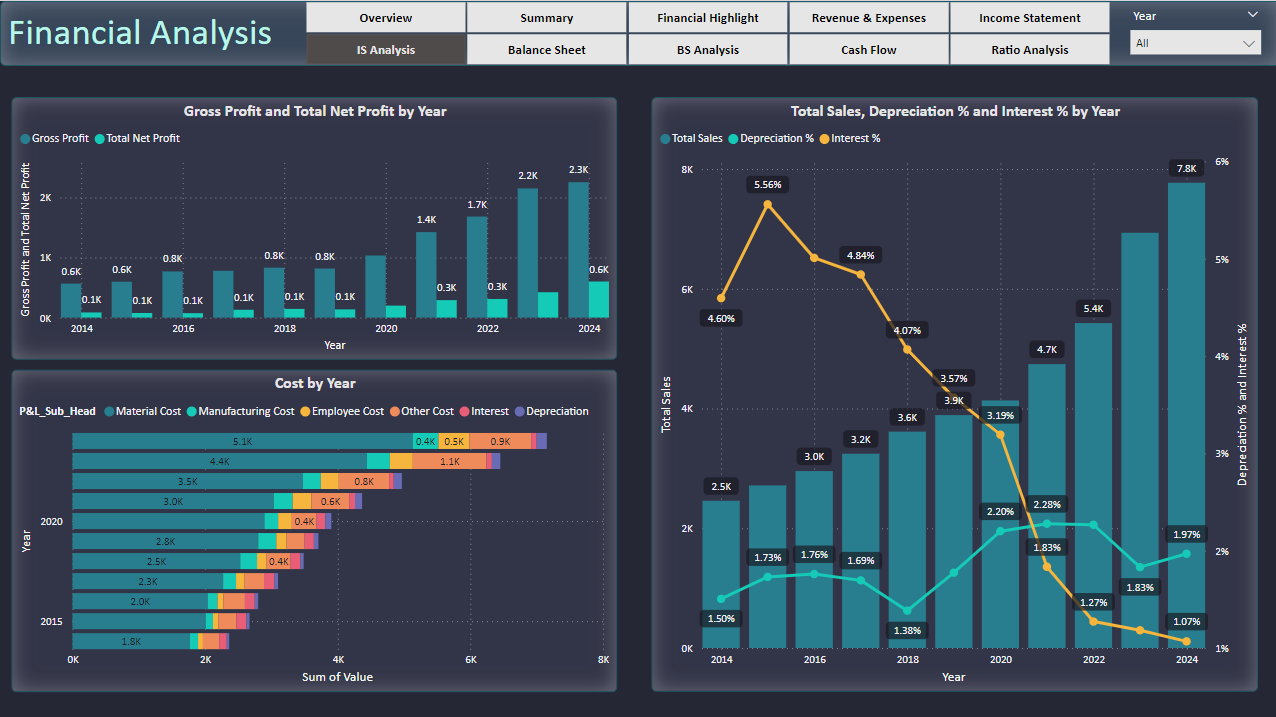 Financial Analysis
Overview
Summary
Financial Highlight
Revenue & Expenses
Income Statement
IS Analysis
Balance Sheet
BS Analysis
Cash Flow
Ratio Analysis
Year
All
Gross Profit and Total Net Profit by Year
Gross Profit Total Net Profit
Gross Profit and Total Net Profit
2K
1K
0K
0.6K 0.6K 0.8K 0.8K 0.8K 1.4K 1.7K 2.2K 2.3K
0.1K 0.1K 0.1K 0.1K 0.1K 0.1K 0.3K 0.3K 0.6K
2014 2016 2018 2020 2022 2024
Year
Cost by Year
P&L_Sub_Head Material Cost Manufacturing Cost Employee Cost Other Cost Interest Depreciation
Year
5.1K 0.4K 0.5K 0.9K
4.4K 1.1K
3.5K 0.8K
3.0K 0.6K
2020 0.4K
2.8K
2.5K 0.4K
2.3K
2.0K
2015
1.8K
0K 2K 4K 6K 8K
Sum of Value
Total Sales, Depreciation % and Interest % by Year
Total Sales Depreciation % Interest %
Total Sales
8K
6K
4K
2K
0K
2.5K 3.0K 3.2K 3.6K 3.9K 4.7K 5.4K 7.8K
4.60% 5.56% 4.84% 4.07% 3.57% 3.19% 1.83% 1.27% 1.07%
1.50% 1.73% 1.76% 1.69% 1.38% 2.20% 2.28% 1.83% 1.97%
2014 2016 2018 2020 2022 2024
Year
6%
5%
4%
3%
2%
1%
Depreciation % and Interest %